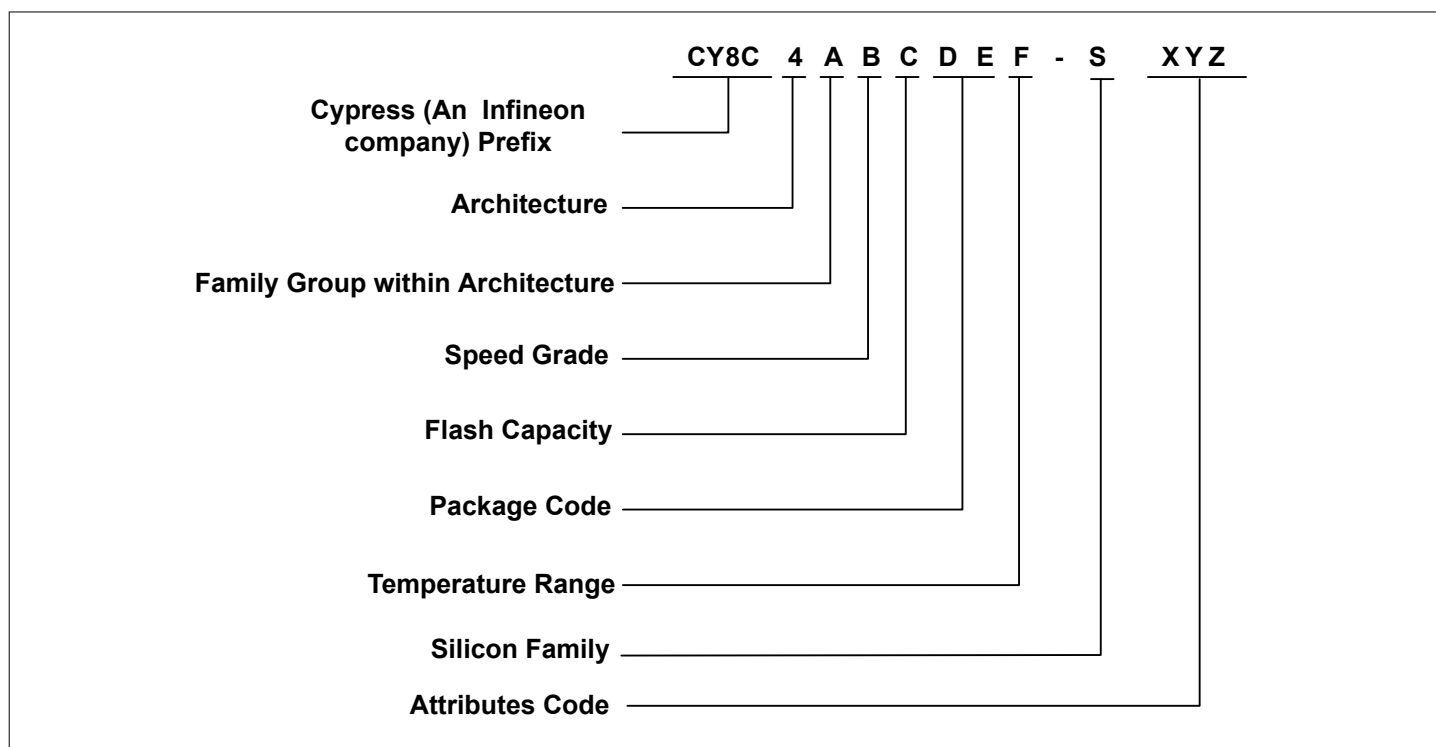 CY8C 4 A B C D E F - S XYZ
Cypress (An Infineon
company) Prefix
Architecture
Family Group within Architecture
Speed Grade
Flash Capacity
Package Code
Temperature Range
Silicon Family
Attributes Code